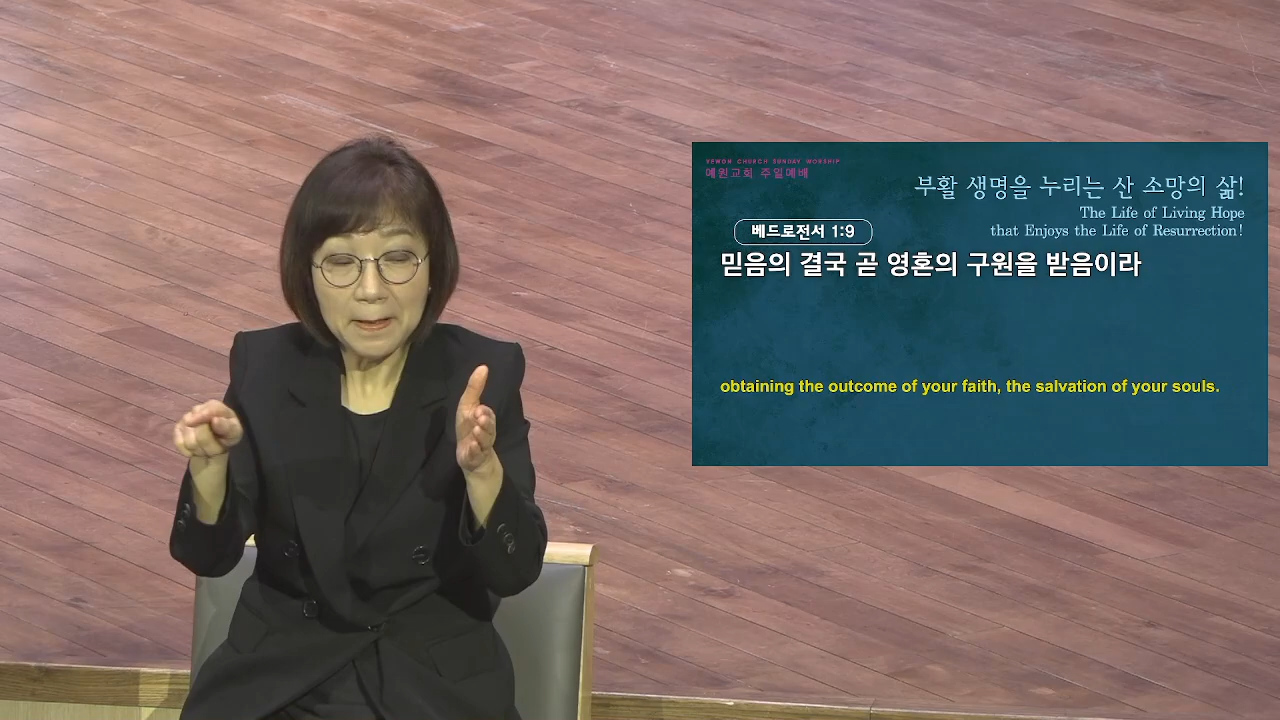 YEWON CHURCH SUNDAY WORSHIP
예원교회 주일예배
부활 생명을 누리는 산 소망의 삶!
The Life of Living Hope
that Enjoys the Life of Resurrection!
베드로전서 1:9
믿음의 결국 곧 영혼의 구원을 받음이라
obtaining the outcome of your faith, the salvation of your souls.